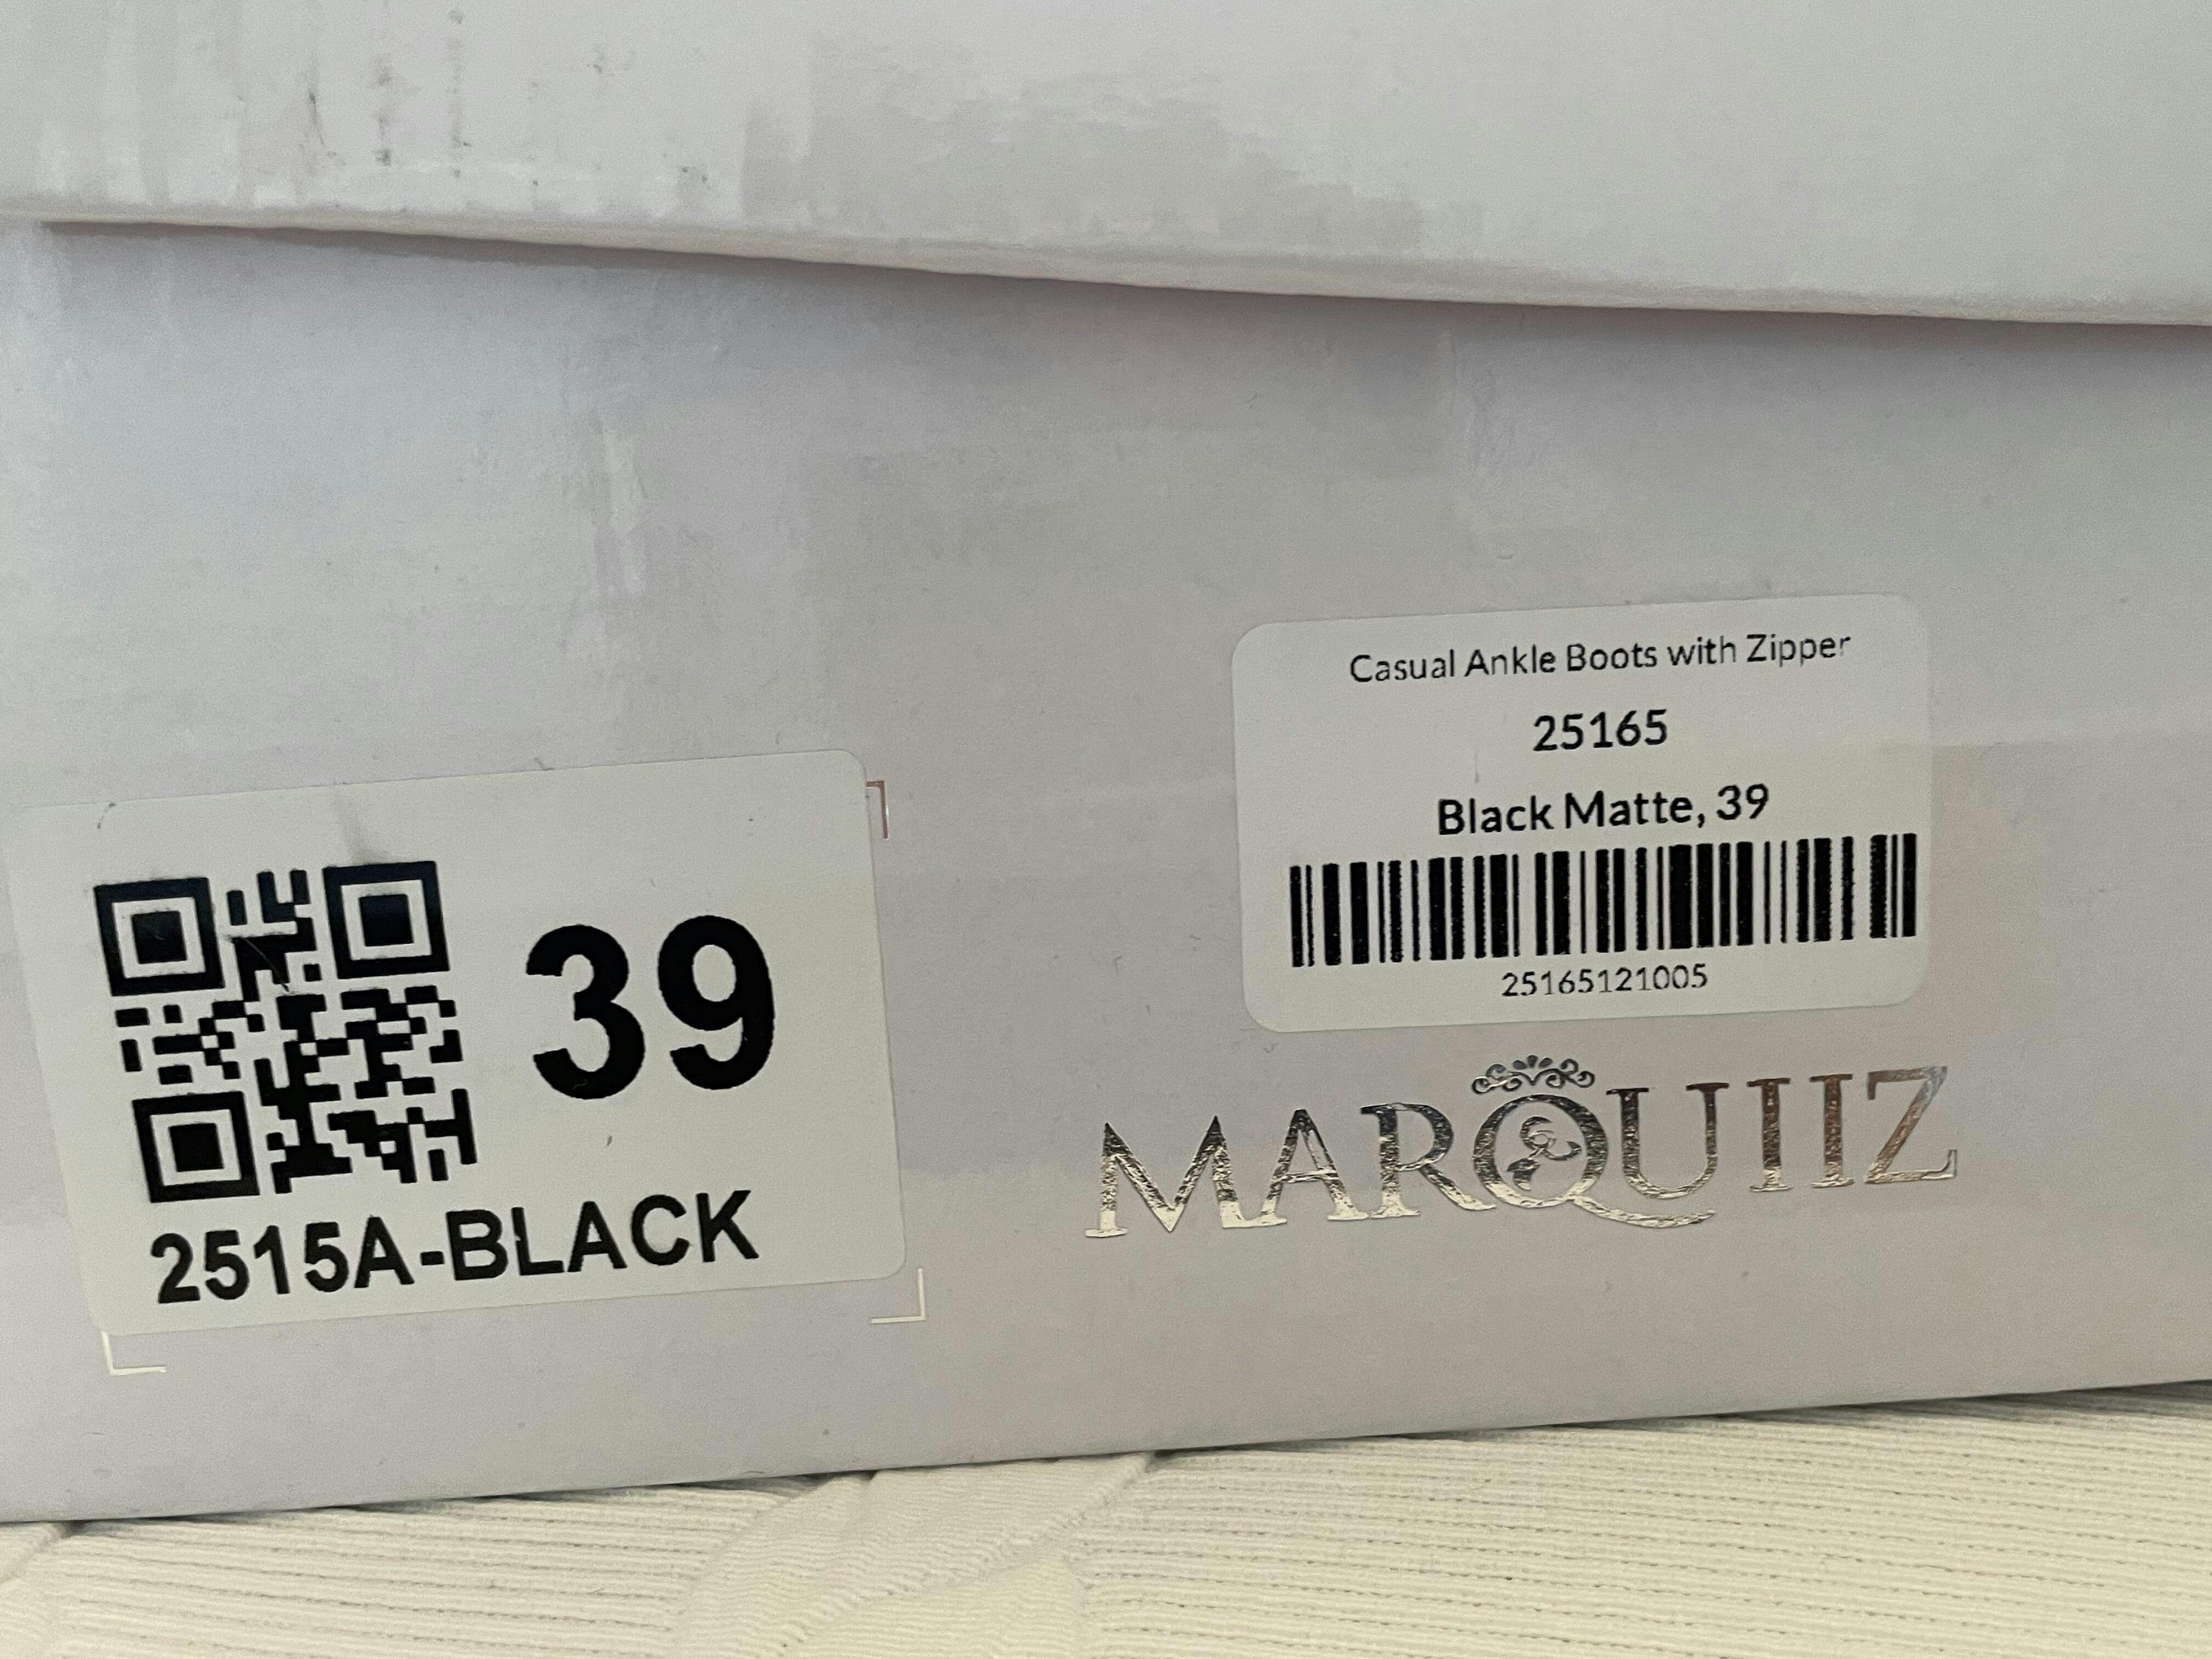 39
2515A-BLACK
Casual Ankle Boots with Zipper
25165
Black Matte, 39
25165121005
MARQUIIZ